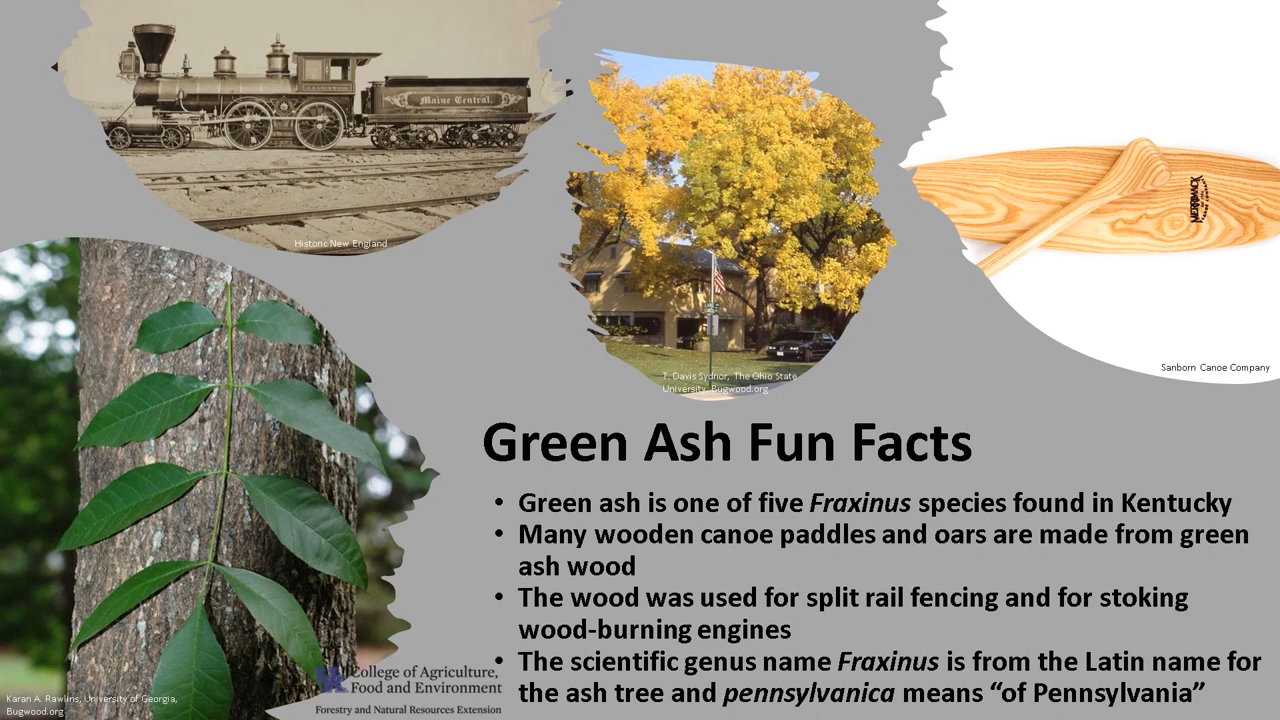 Maine Central.
Historic New England
MERRIMACK
T. Davis Sydnor, The Ohio State
University, Bugwood.org
Sanborn Canoe Company
Green Ash Fun Facts
• Green ash is one of five Fraxinus species found in Kentucky
• Many wooden canoe paddles and oars are made from green
ash wood
• The wood was used for split rail fencing and for stoking
wood-burning engines
• The scientific genus name Fraxinus is from the Latin name for
the ash tree and pennsylvanica means “of Pennsylvania”
Karen A. Rawlins, University of Georgia,
Bugwood.org
UK College of Agriculture,
Food and Environment
Forestry and Natural Resources Extension